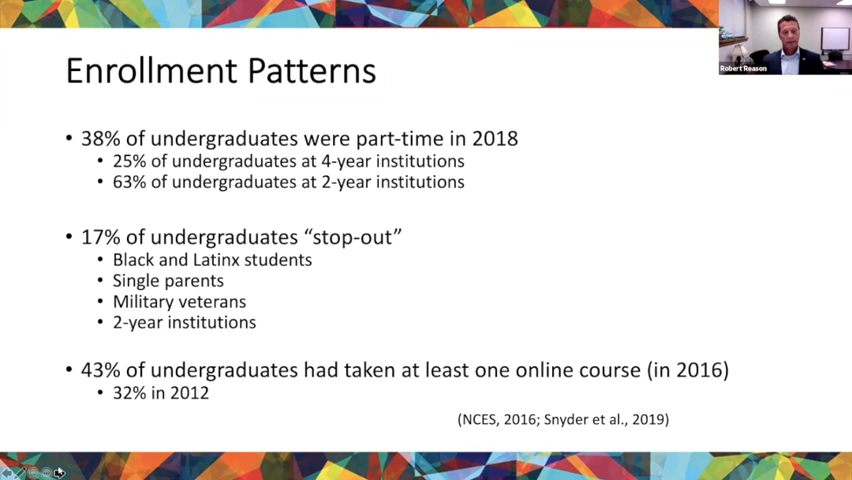 Robert Reason
Enrollment Patterns
• 38% of undergraduates were part-time in 2018
• 25% of undergraduates at 4-year institutions
• 63% of undergraduates at 2-year institutions
• 17% of undergraduates “stop-out”
• Black and Latinx students
• Single parents
• Military veterans
• 2-year institutions
• 43% of undergraduates had taken at least one online course (in 2016)
• 32% in 2012
(NCES, 2016; Snyder et al., 2019)